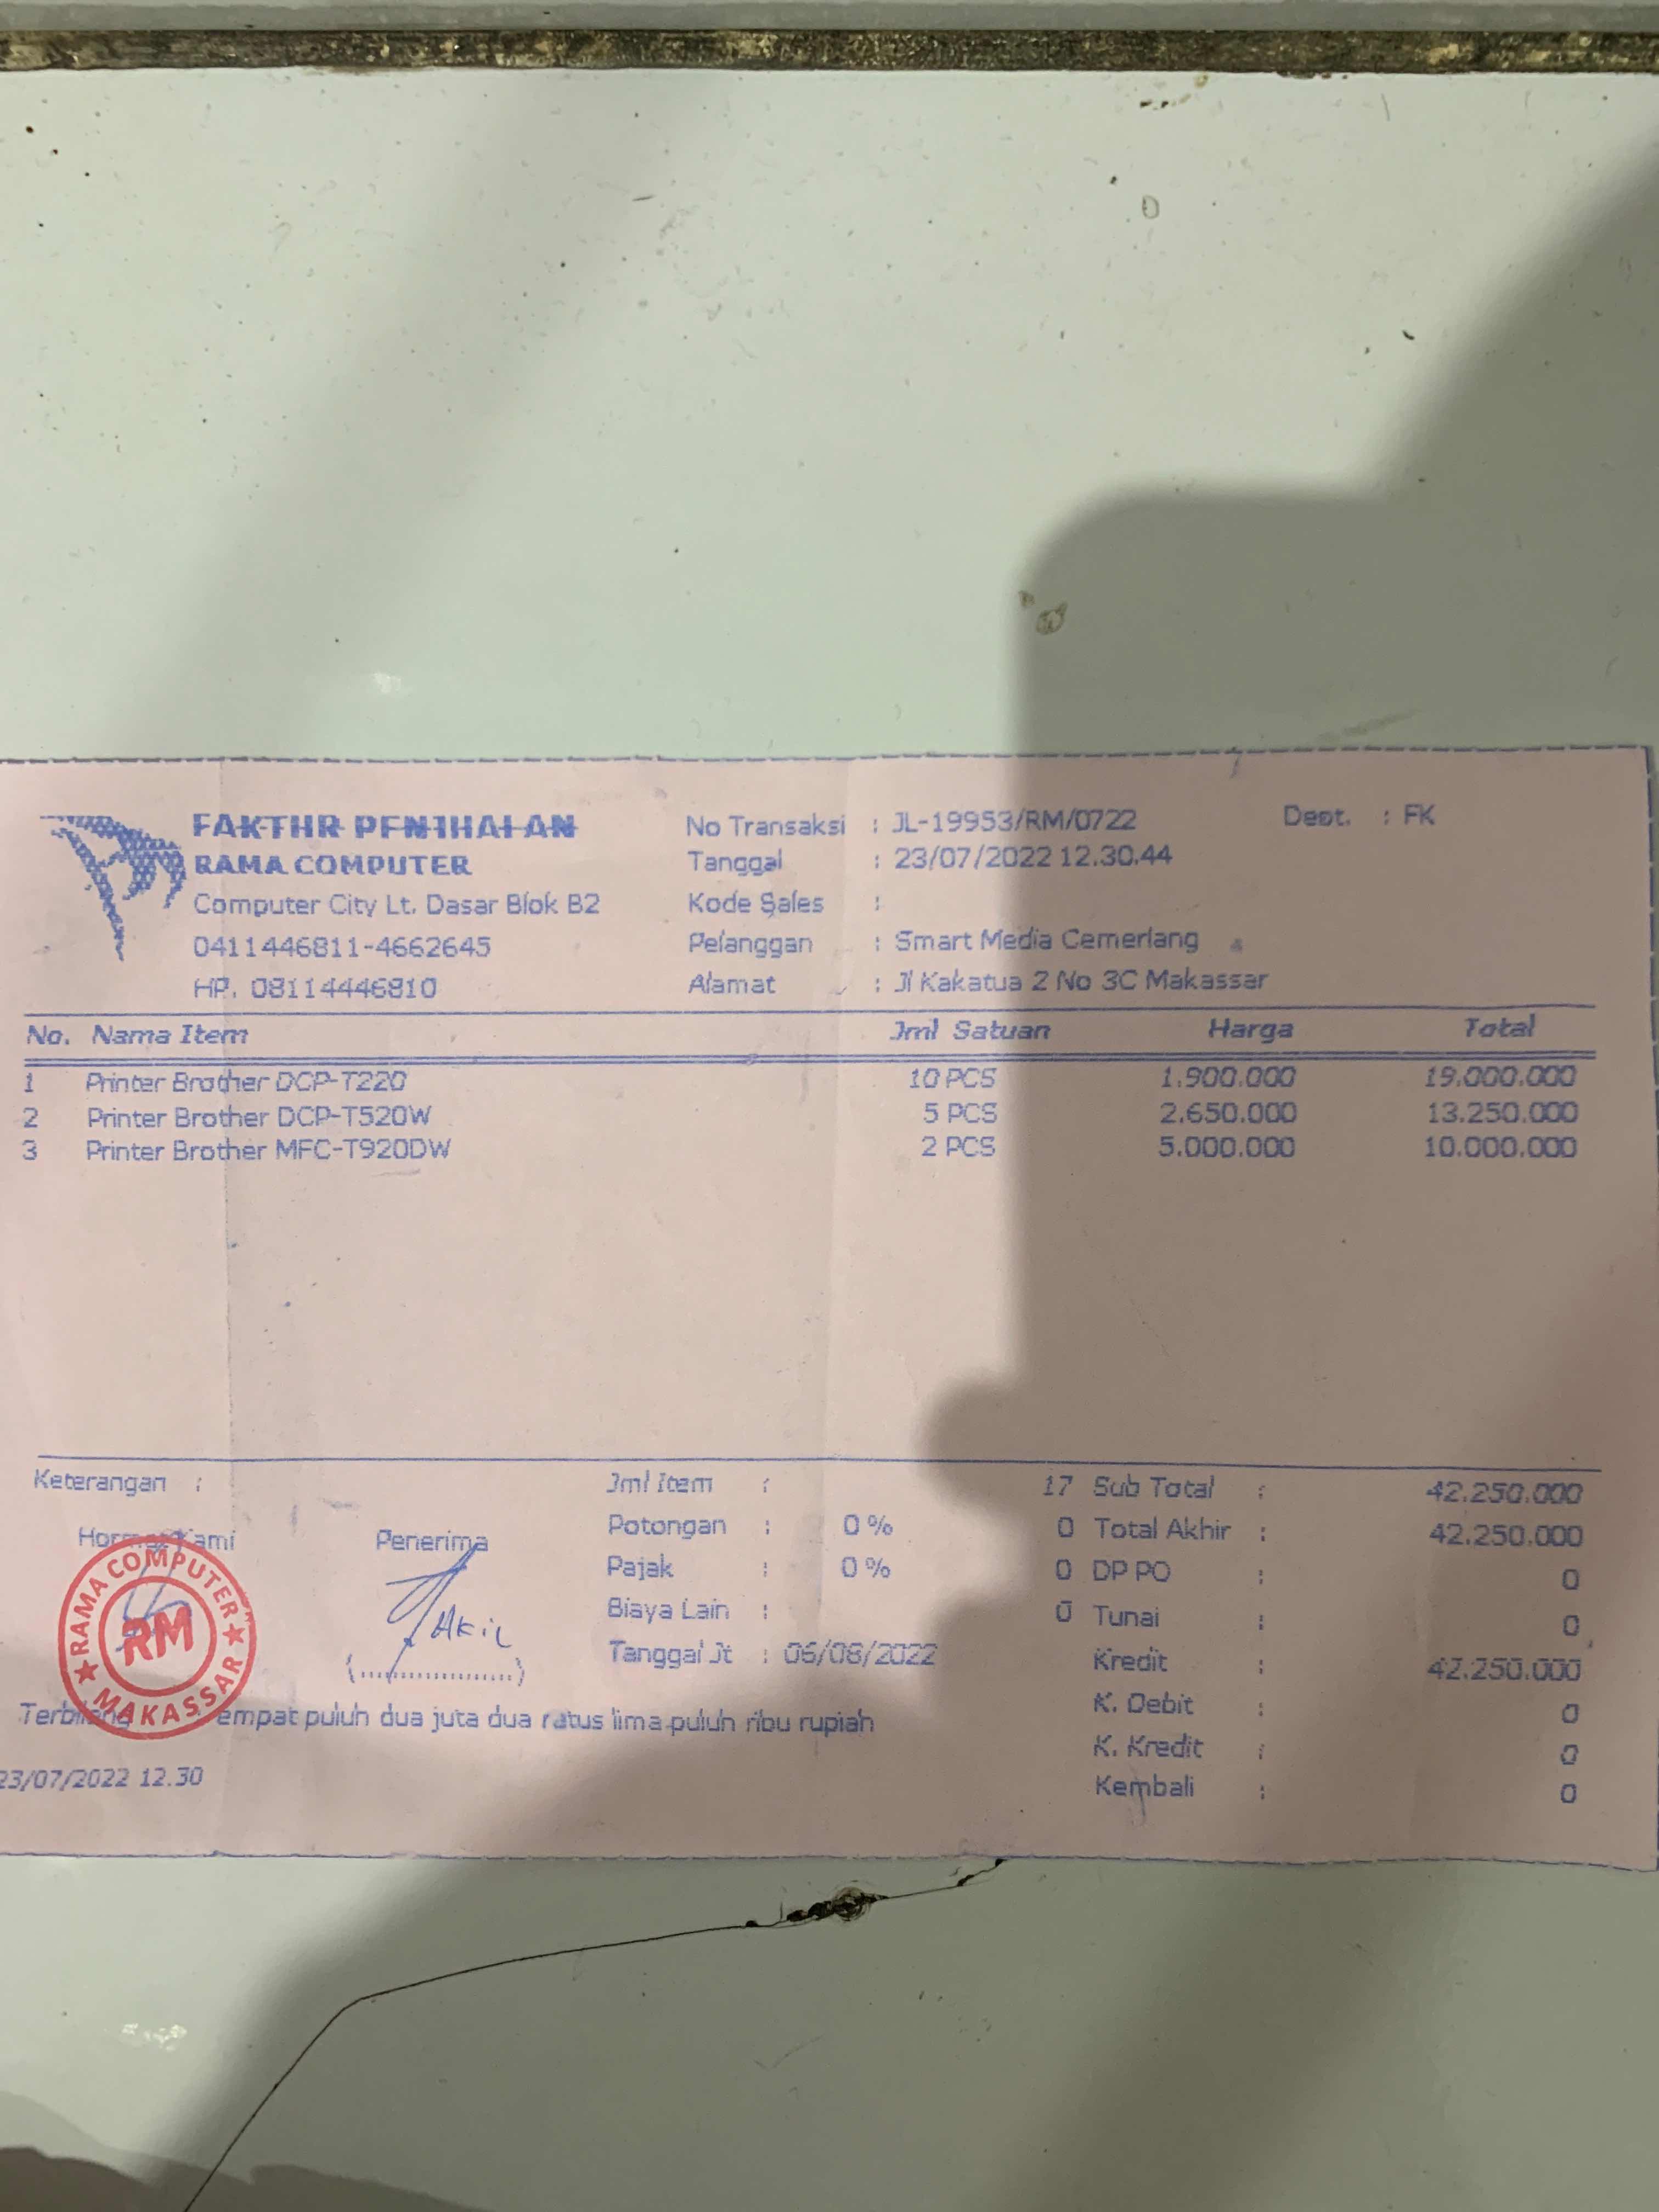 FAKTUR PENJUALAN
RAMA COMPUTER
Computer City Lt. Dasar Blok B2
0411446811-4662645
HP. 08114446810
No Transaksi : JL-19953/RM/0722
Dept. : FK
Tanggal : 23/07/2022 12.30.44
Kode Sales :
Pelanggan : Smart Media Cemerlang
Alamat : Jl Kakatua 2 No 3C Makassar
No. Nama Item Jml Satuan Harga Total
1 Printer Brother DCP-T220 10 PCS 1.900.000 19.000.000
2 Printer Brother DCP-T520W 5 PCS 2.650.000 13.250.000
3 Printer Brother MFC-T920DW 2 PCS 5.000.000 10.000.000
Keterangan :
Hormat Kami
Penerima
RAMA COMPUTER
RM
MAKASSAR
Akil
(..................)
Jml Item : 17
Potongan : 0 % 0
Pajak : 0 % 0
Biaya Lain : 0
Tanggal Jt : 06/08/2022
Sub Total : 42.250.000
Total Akhir : 42.250.000
DP PO : 0
Tunai : 0
Kredit : 42.250.000
K. Debit : 0
K. Kredit : 0
Kembali : 0
Terbilang empat puluh dua juta dua ratus lima puluh ribu rupiah
23/07/2022 12.30